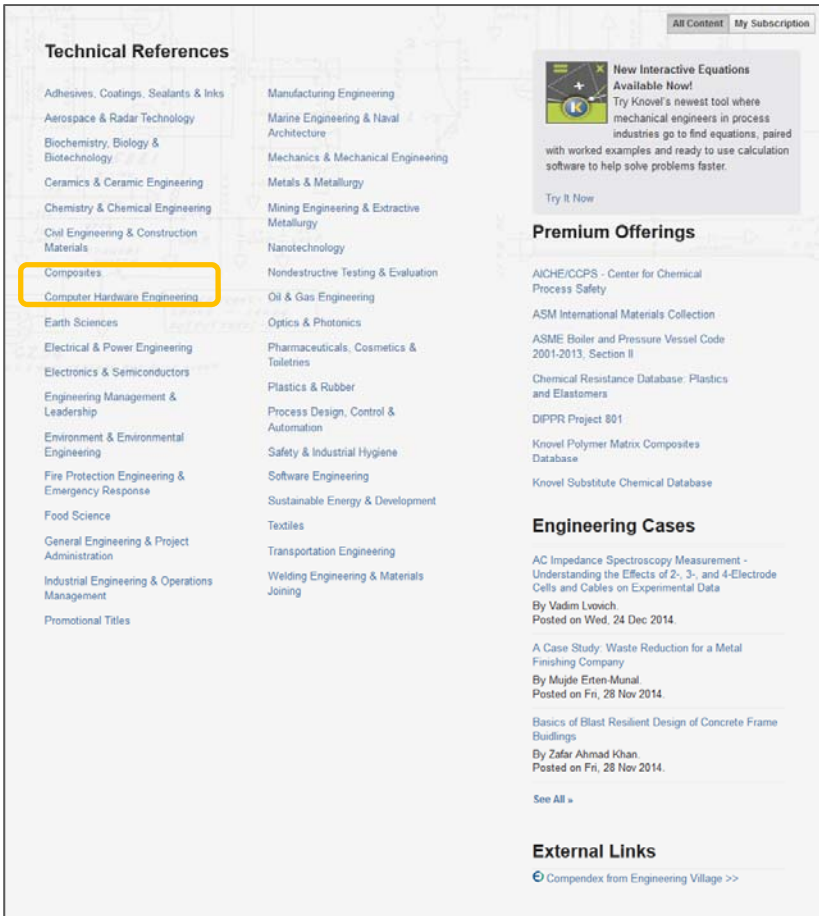 All Content My Subscription
Technical References
Adhesives, Coatings, Sealants & Inks
Aerospace & Radar Technology
Biochemistry, Biology &
Biotechnology
Ceramics & Ceramic Engineering
Chemistry & Chemical Engineering
Civil Engineering & Construction
Materials
Composites
Computer Hardware Engineering
Earth Sciences
Electrical & Power Engineering
Electronics & Semiconductors
Engineering Management &
Leadership
Environment & Environmental
Engineering
Fire Protection Engineering &
Emergency Response
Food Science
General Engineering & Project
Administration
Industrial Engineering & Operations
Management
Promotional Titles
Manufacturing Engineering
Marine Engineering & Naval
Architecture
Mechanics & Mechanical Engineering
Metals & Metallurgy
Mining Engineering & Extractive
Metallurgy
Nanotechnology
Nondestructive Testing & Evaluation
Oil & Gas Engineering
Optics & Photonics
Pharmaceuticals, Cosmetics &
Toiletries
Plastics & Rubber
Process Design, Control &
Automation
Safety & Industrial Hygiene
Software Engineering
Sustainable Energy & Development
Textiles
Transportation Engineering
Welding Engineering & Materials
Joining
New Interactive Equations
Available Now!
Try Knovel's newest tool where
mechanical engineers in process
industries go to find equations, paired
with worked examples and ready to use calculation
software to help solve problems faster.
Try It Now
Premium Offerings
AIChE/CCPS - Center for Chemical
Process Safety
ASM International Materials Collection
ASME Boiler and Pressure Vessel Code
2001-2013, Section II
Chemical Resistance Database: Plastics
and Elastomers
DIPPR Project 801
Knovel Polymer Matrix Composites
Database
Knovel Substitute Chemical Database
Engineering Cases
AC Impedance Spectroscopy Measurement -
Understanding the Effects of 2-, 3-, and 4-Electrode
Cells and Cables on Experimental Data
By Vadim Lvovich.
Posted on Wed, 24 Dec 2014.
A Case Study: Waste Reduction for a Metal
Finishing Company
By Mujde Erten-Munal.
Posted on Fri, 28 Nov 2014.
Basics of Blast Resilient Design of Concrete Frame
Buidlings
By Zafar Ahmad Khan.
Posted on Fri, 28 Nov 2014.
See All »
External Links
Compendex from Engineering Village >>